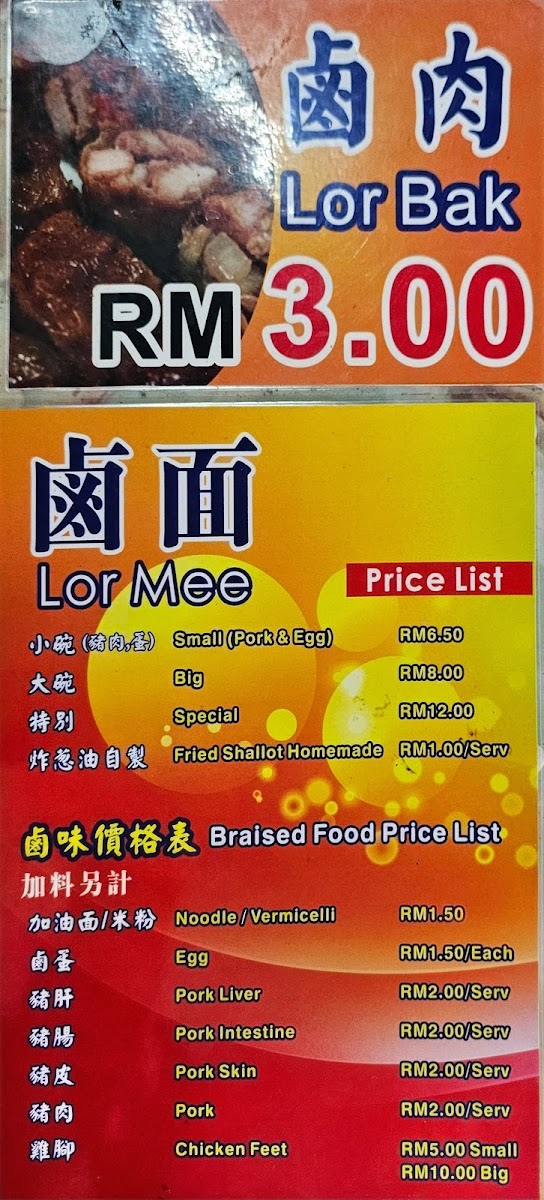 鹵肉
Lor Bak
RM 3.00
鹵面
Lor Mee
Price List
小碗 (豬肉,蛋) Small (Pork & Egg) RM6.50
大碗 Big RM8.00
特別 Special RM12.00
炸葱油自製 Fried Shallot Homemade RM1.00/Serv
鹵味價格表 Braised Food Price List
加料另計
加油面/米粉 Noodle / Vermicelli RM1.50
鹵蛋 Egg RM1.50/Each
豬肝 Pork Liver RM2.00/Serv
豬腸 Pork Intestine RM2.00/Serv
豬皮 Pork Skin RM2.00/Serv
豬肉 Pork RM2.00/Serv
雞腳 Chicken Feet RM5.00 Small
RM10.00 Big